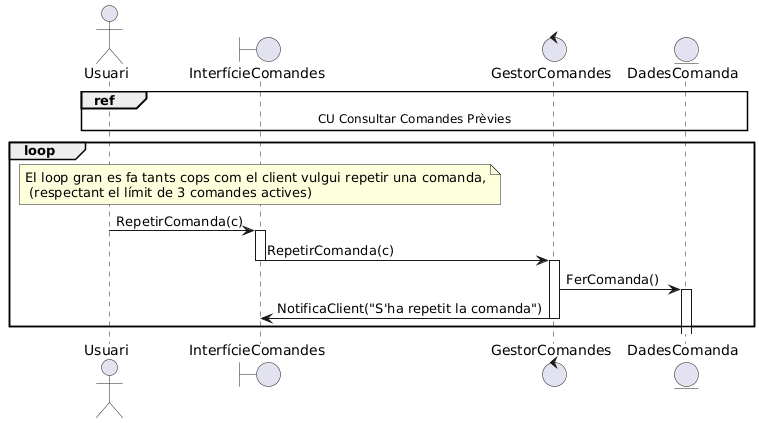 Usuari
InterfícieComandes
GestorComandes
DadesComanda
ref
CU Consultar Comandes Prèvies
loop
El loop gran es fa tants cops com el client vulgui repetir una comanda,
(respectant el límit de 3 comandes actives)
RepetirComanda(c)
RepetirComanda(c)
FerComanda()
NotificaClient("S'ha repetit la comanda")
Usuari
InterfícieComandes
GestorComandes
DadesComanda